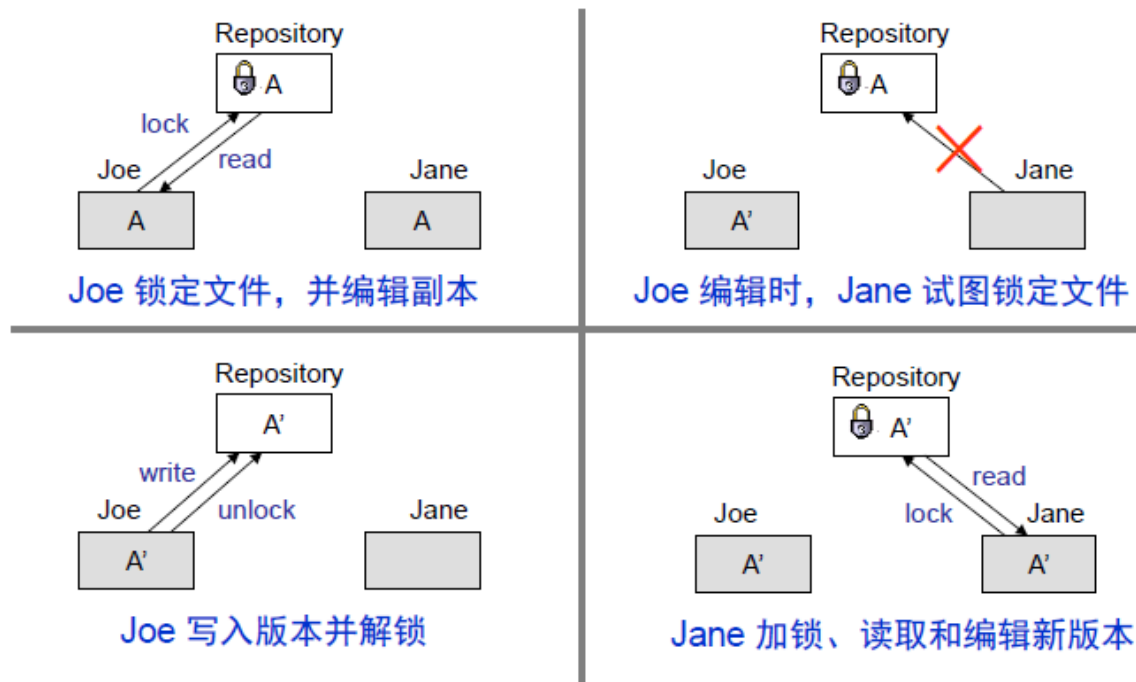 Repository
A
lock
read
Joe
Jane
A
A
Joe 锁定文件，并编辑副本
Repository
A
Joe
Jane
A’
Joe 编辑时，Jane 试图锁定文件
Repository
A’
write
unlock
Joe
Jane
A’
Joe 写入版本并解锁
Repository
A’
read
lock
Joe
Jane
A’
A’
Jane 加锁、读取和编辑新版本